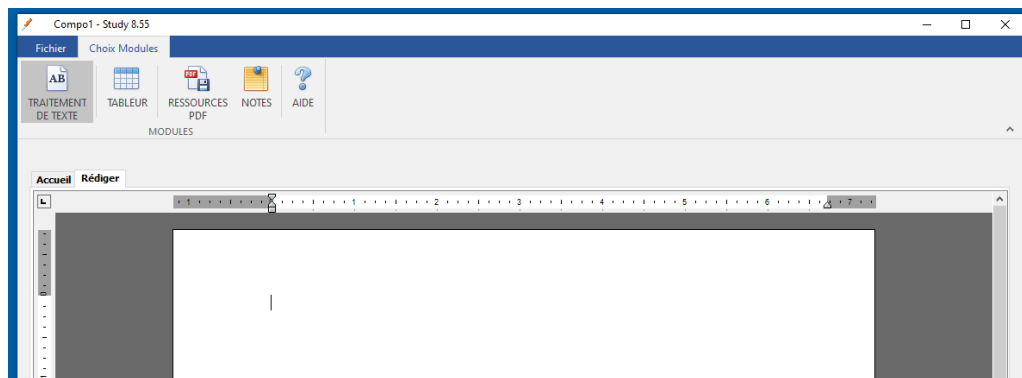 Compo1 - Study 8.55
Fichier Choix Modules
AB PDF ?
TRAITEMENT DE TEXTE
TABLEUR
RESSOURCES PDF
NOTES
AIDE
MODULES
Accueil Rédiger
L 1 1 2 3 4 5 6 7
0